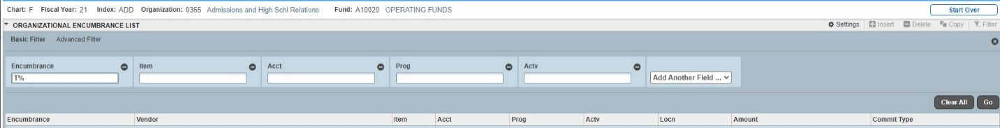 Chart: F Fiscal Year: 21 Index: ADD Organization: 0365 Admissions and High Schl Relations Fund: A10020 OPERATING FUNDS Start Over
ORGANIZATIONAL ENCUMBRANCE LIST Settings Insert Delete Copy Filter
Basic Filter Advanced Filter
Encumbrance Item Acct Prog Actv
T% Add Another Field ...
Clear All Go
Encumbrance Vendor Item Acct Prog Actv Locn Amount Commit Type